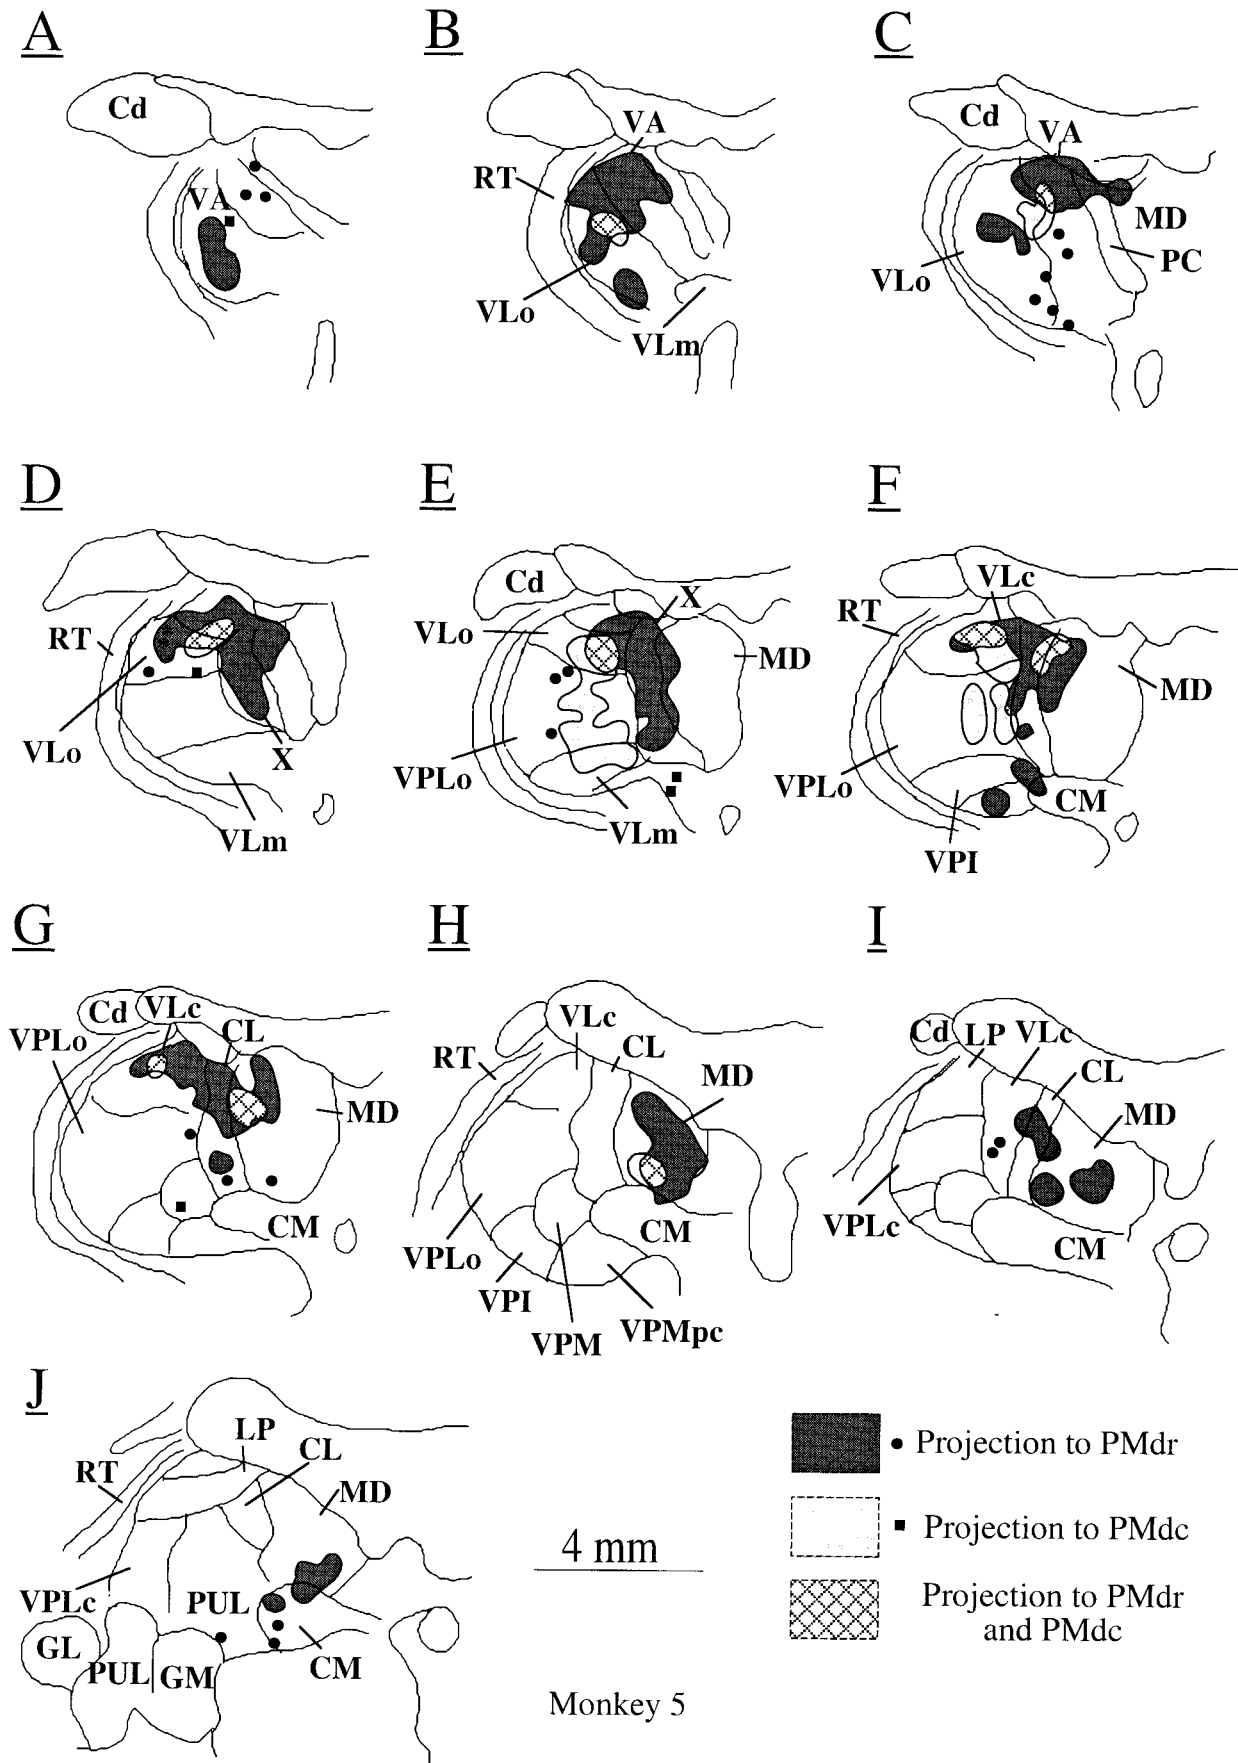 A
B
C
Cd
VA
VA
RT
VLo
VLm
Cd
VA
MD
PC
VLo
D
E
F
RT
VLo
X
VLm
Cd
X
VLo
MD
VPLo
VLm
VLc
RT
MD
VPLo
CM
VPI
G
H
I
Cd
VLc
CL
VPLo
MD
CM
VLc
CL
RT
MD
VPLo
CM
VPI
VPM
VPMpc
Cd
LP
VLc
CL
MD
VPLc
CM
J
LP
CL
RT
MD
VPLc
PUL
GL
PUL
GM
CM
4 mm
Monkey 5
Projection to PMdr
Projection to PMdc
Projection to PMdr
and PMdc